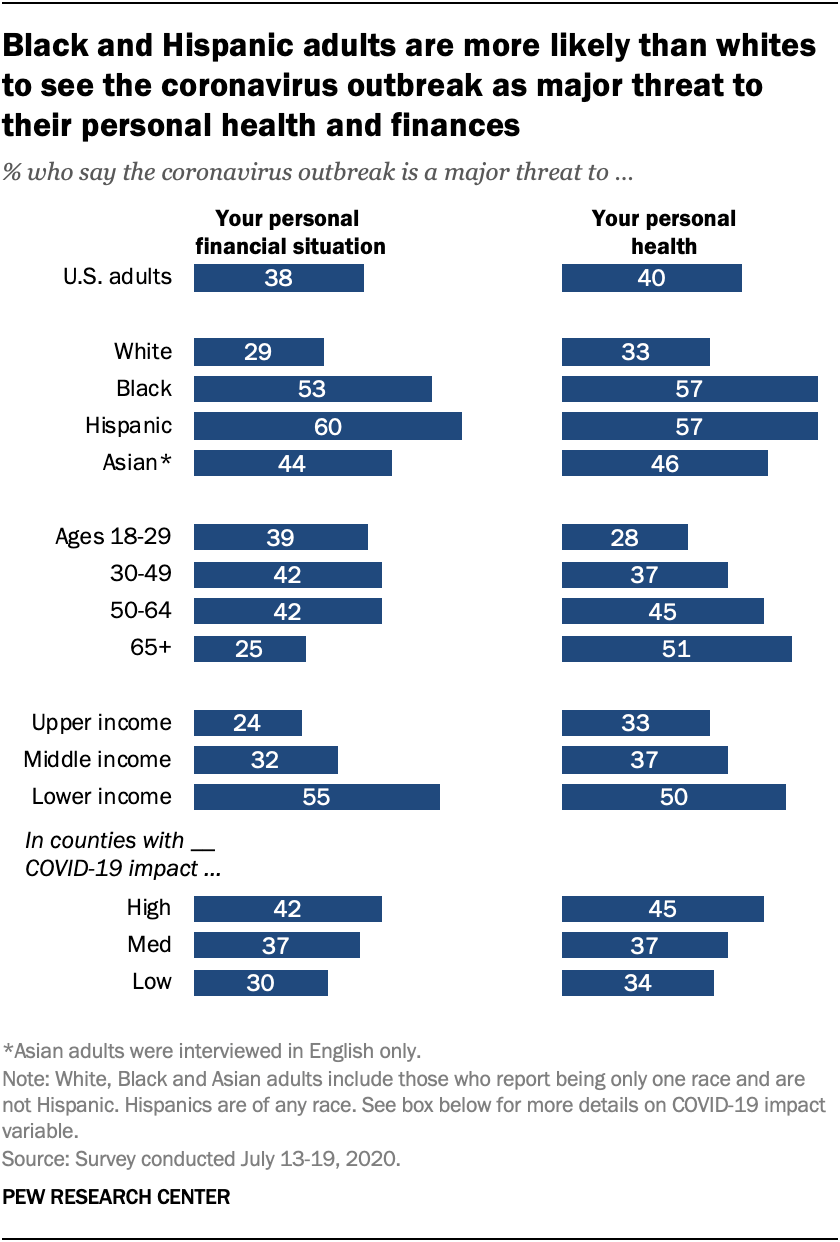 Black and Hispanic adults are more likely than whites
to see the coronavirus outbreak as major threat to
their personal health and finances
% who say the coronavirus outbreak is a major threat to ...
Your personal financial situation
Your personal health
U.S. adults 38 40
White 29 33
Black 53 57
Hispanic 60 57
Asian* 44 46
Ages 18-29 39 28
30-49 42 37
50-64 42 45
65+ 25 51
Upper income 24 33
Middle income 32 37
Lower income 55 50
In counties with __
COVID-19 impact ...
High 42 45
Med 37 37
Low 30 34
*Asian adults were interviewed in English only.
Note: White, Black and Asian adults include those who report being only one race and are
not Hispanic. Hispanics are of any race. See box below for more details on COVID-19 impact
variable.
Source: Survey conducted July 13-19, 2020.
PEW RESEARCH CENTER